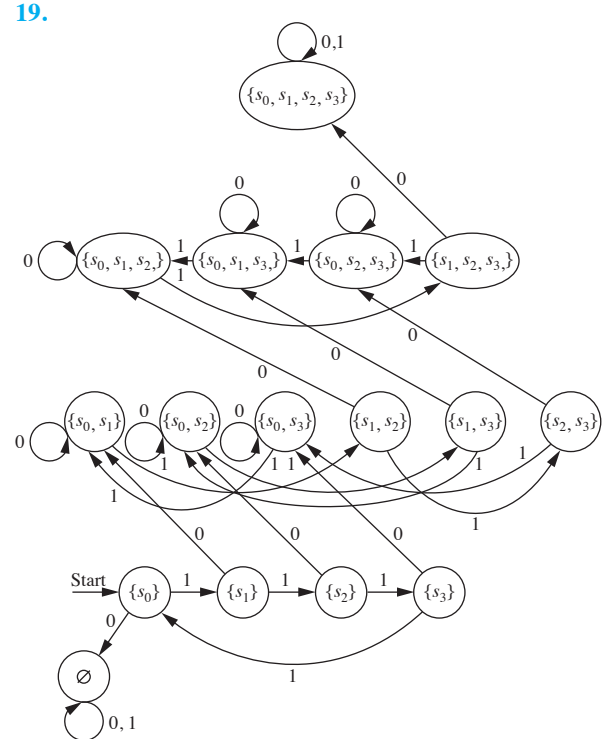 19.
0,1
{s0, s1, s2, s3}
0
0 0
1 1 1
0 {s0, s1, s2,} {s0, s1, s3,} {s0, s2, s3,} {s1, s2, s3,}
1
0
0
0
0 0
{s0, s1} {s0, s2} {s0, s3} {s1, s2} {s1, s3} {s2, s3}
0
1 1 1 1 1
1 1
0 0 0
Start 1 1 1
{s0} {s1} {s2} {s3}
0
∅ 1
0, 1